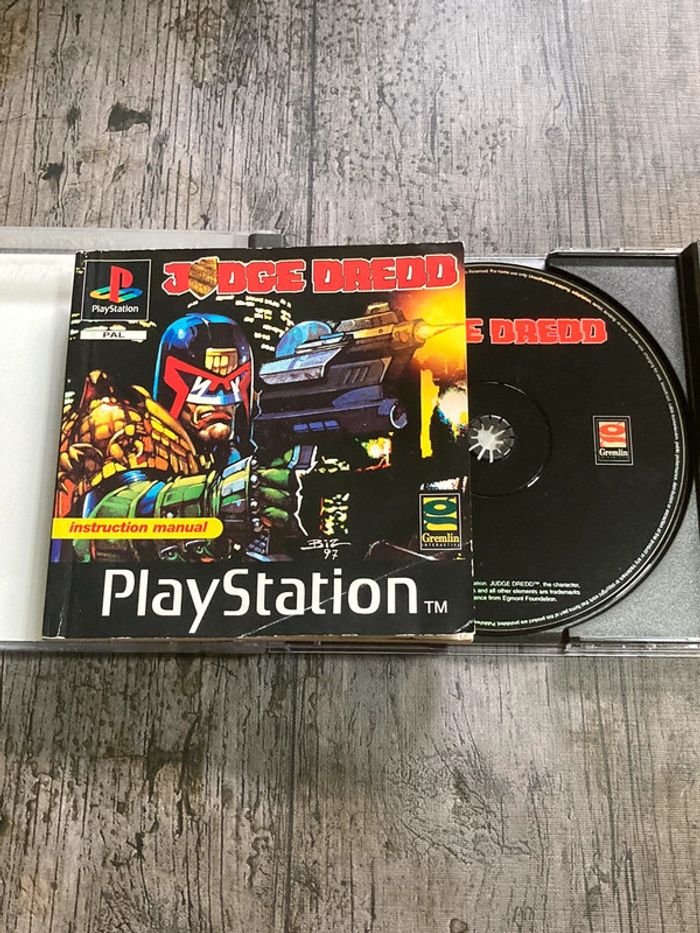 JUDGE DREDD
PlayStation
PAL
instruction manual
BIZ
97
Gremlin
INTERACTIVE
PlayStation™
E DREDD
Gremlin
JUDGE DREDD™, the character,
and all other elements are trademarks
from Egmont Foundation.